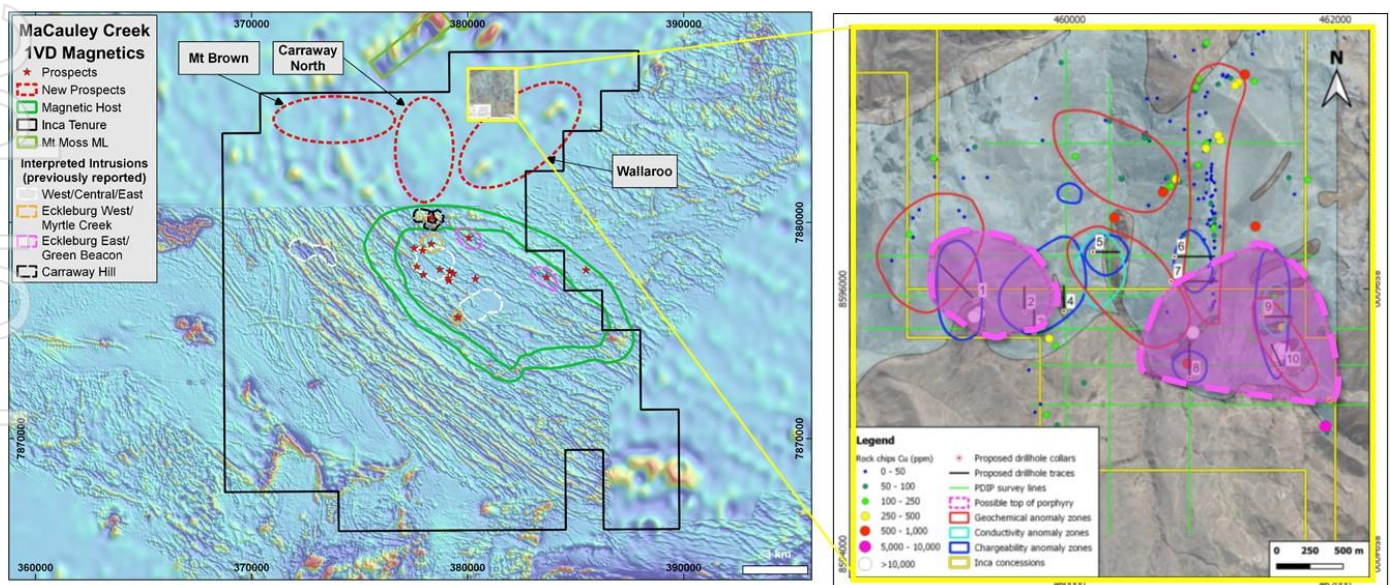 MaCauley Creek
1VD Magnetics
Prospects
New Prospects
Magnetic Host
Inca Tenure
Mt Moss ML
Interpreted Intrusions
(previously reported)
West/Central/East
Eckleburg West/
Myrtle Creek
Eckleburg East/
Green Beacon
Carraway Hill
370000
380000
390000
Mt Brown
Carraway
North
Wallaroo
7880000
7880000
7870000
7870000
360000
370000
380000
390000
460000
462000
N
8596000
1
2
4
5
6
7
8
9
10
Legend
Rock chips Cu (ppm)
0 - 50
50 - 100
100 - 250
250 - 500
500 - 1,000
5,000 - 10,000
>10,000
Proposed drillhole collars
Proposed drillhole traces
PDIP survey lines
Possible top of porphyry
Geochemical anomaly zones
Conductivity anomaly zones
Chargeability anomaly zones
Inca concessions
0 250 500 m